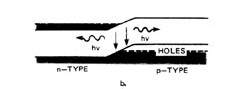 hν hν
HOLES
n-TYPE p-TYPE
b.